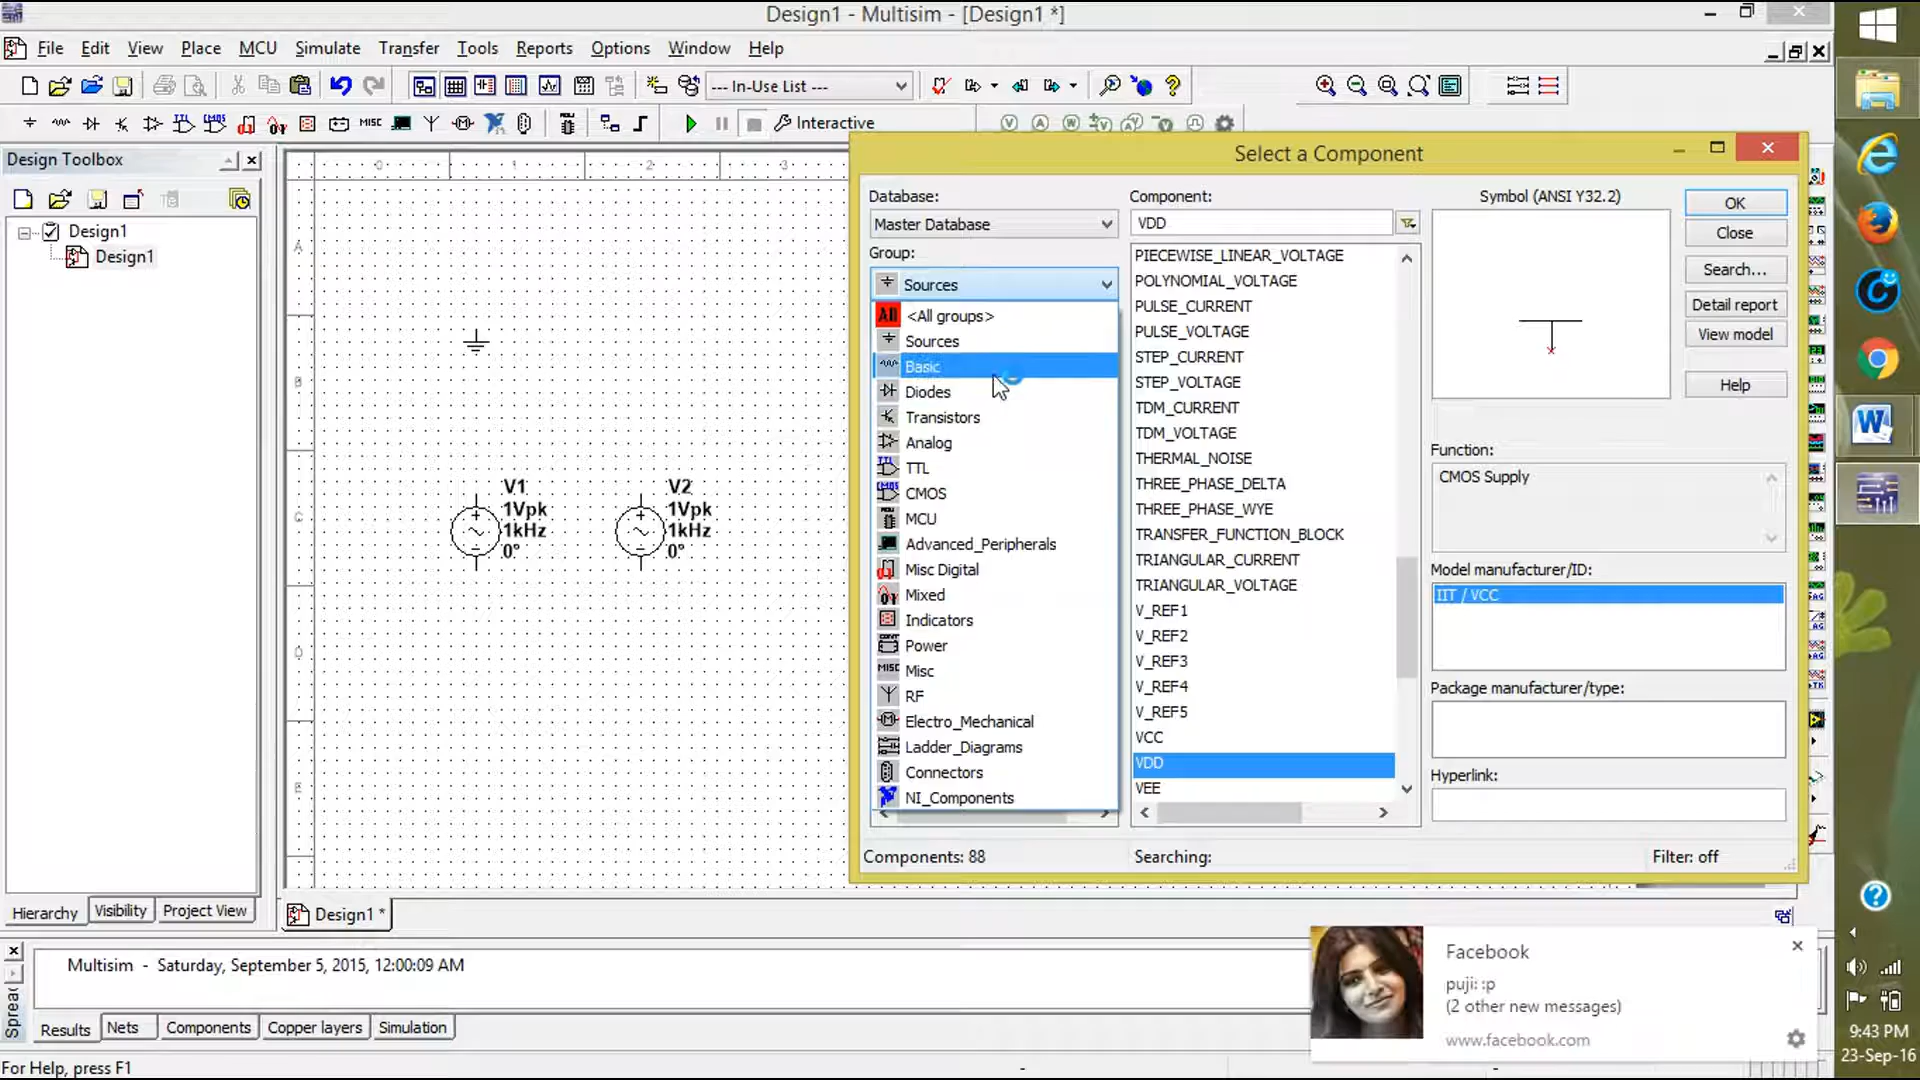 Design1 - Multisim - [Design1 *]
File Edit View Place MCU Simulate Transfer Tools Reports Options Window Help
--- In-Use List ---
MISC Interactive
Design Toolbox
Design1
Design1
0 1 2 3
A
B
C
D
E
V1
1Vpk
1kHz
0°
V2
1Vpk
1kHz
0°
Select a Component
Database:
Master Database
Group:
Sources
All <All groups>
Sources
Basic
Diodes
Transistors
Analog
TTL
CMOS
MCU
Advanced_Peripherals
Misc Digital
Mixed
Indicators
Power
Misc
RF
Electro_Mechanical
Ladder_Diagrams
Connectors
NI_Components
Components: 88
Component:
VDD
PIECEWISE_LINEAR_VOLTAGE
POLYNOMIAL_VOLTAGE
PULSE_CURRENT
PULSE_VOLTAGE
STEP_CURRENT
STEP_VOLTAGE
TDM_CURRENT
TDM_VOLTAGE
THERMAL_NOISE
THREE_PHASE_DELTA
THREE_PHASE_WYE
TRANSFER_FUNCTION_BLOCK
TRIANGULAR_CURRENT
TRIANGULAR_VOLTAGE
V_REF1
V_REF2
V_REF3
V_REF4
V_REF5
VCC
VDD
VEE
Searching:
Symbol (ANSI Y32.2)
OK
Close
Search...
Detail report
View model
Help
Function:
CMOS Supply
Model manufacturer/ID:
IIT / VCC
Package manufacturer/type:
Hyperlink:
Filter: off
Hierarchy Visibility Project View
Design1 *
Multisim - Saturday, September 5, 2015, 12:00:09 AM
Results Nets Components Copper layers Simulation
For Help, press F1
Facebook
puji: :p
(2 other new messages)
www.facebook.com
9:43 PM
23-Sep-16